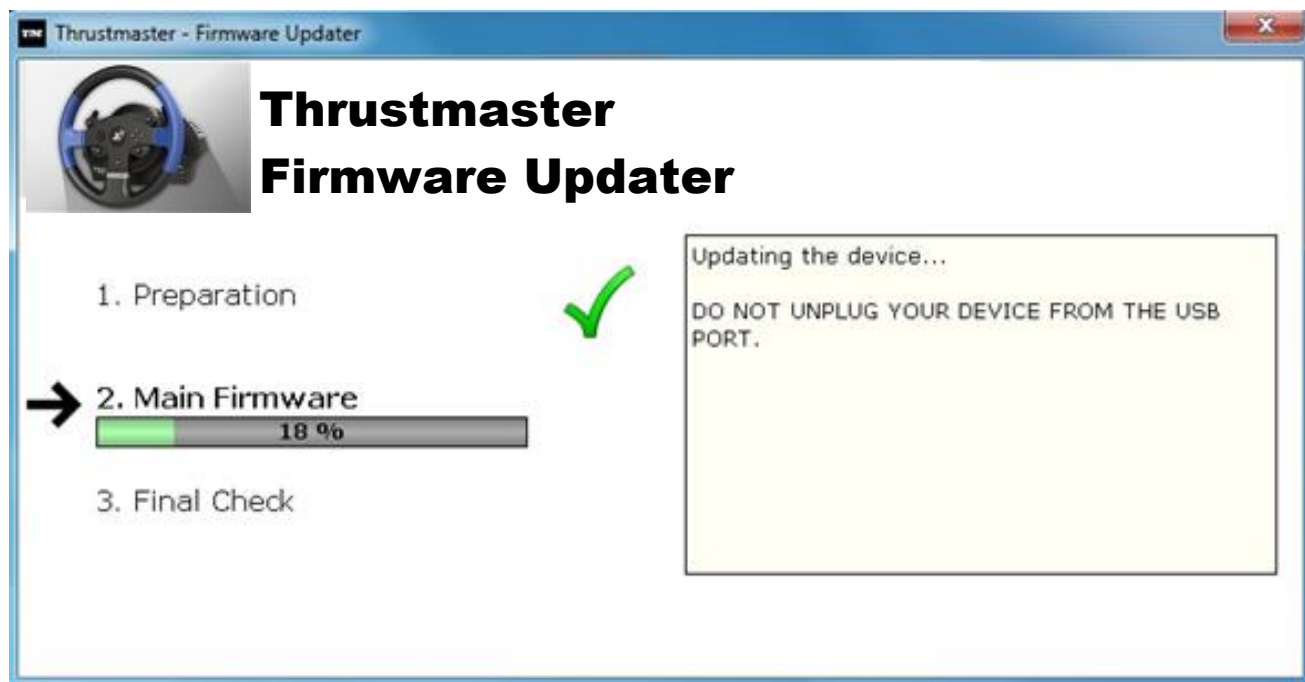 Thrustmaster - Firmware Updater
Thrustmaster
Firmware Updater
1. Preparation
2. Main Firmware
18 %
3. Final Check
Updating the device...
DO NOT UNPLUG YOUR DEVICE FROM THE USB
PORT.